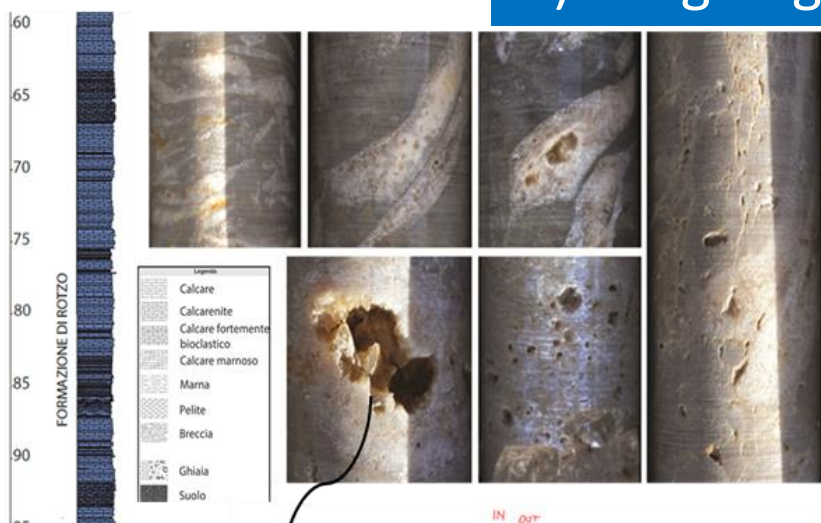 60
65
70
75
80
85
90
FORMAZIONE DI ROTZO
Legenda
Calcare
Calcarenite
Calcare fortemente
bioclastico
Calcare marnoso
Marna
Pelite
Breccia
Ghiaia
Suolo
IN OUT